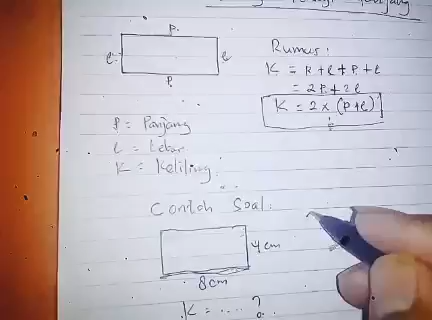 P
l l
P
Rumus:
K = P + l + P + l
= 2P + 2l
K = 2 x (P + l)
P = Panjang
l = Lebar
K = Keliling
Contoh Soal:
4 cm
8 cm
K = .... ?